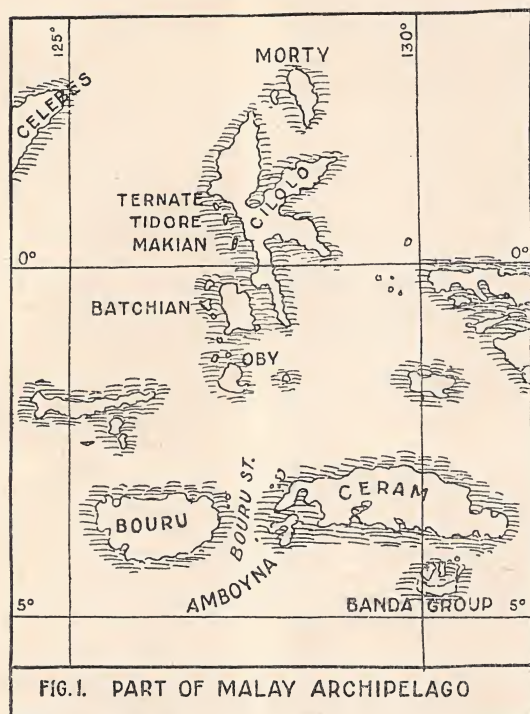 125°
130°
MORTY
CELEBES
CILOLO
TERNATE
TIDORE
MAKIAN
0°
0°
BATCHIAN
OBY
BOURU ST.
CERAM
BOURU
AMBOYNA
BANDA GROUP
5°
5°
FIG.1. PART OF MALAY ARCHIPELAGO